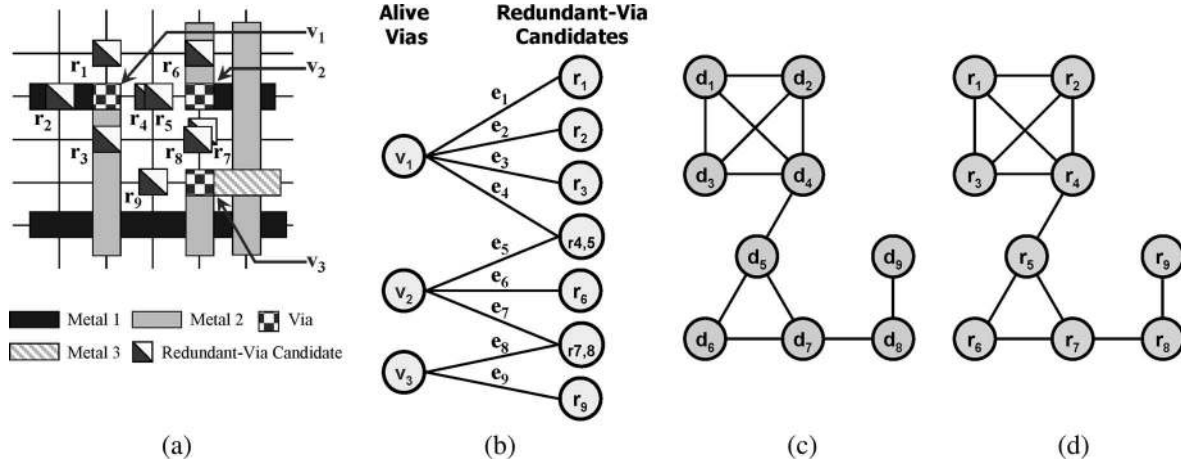 v1
r1
r6
v2
r2
r4
r5
r3
r8
r7
r9
v3
Metal 1
Metal 2
Via
Metal 3
Redundant-Via Candidate
(a)
Alive
Vias
Redundant-Via
Candidates
v1
v2
v3
e1
e2
e3
e4
e5
e6
e7
e8
e9
r1
r2
r3
r4,5
r6
r7,8
r9
(b)
d1
d2
d3
d4
d5
d9
d6
d7
d8
(c)
r1
r2
r3
r4
r5
r9
r6
r7
r8
(d)